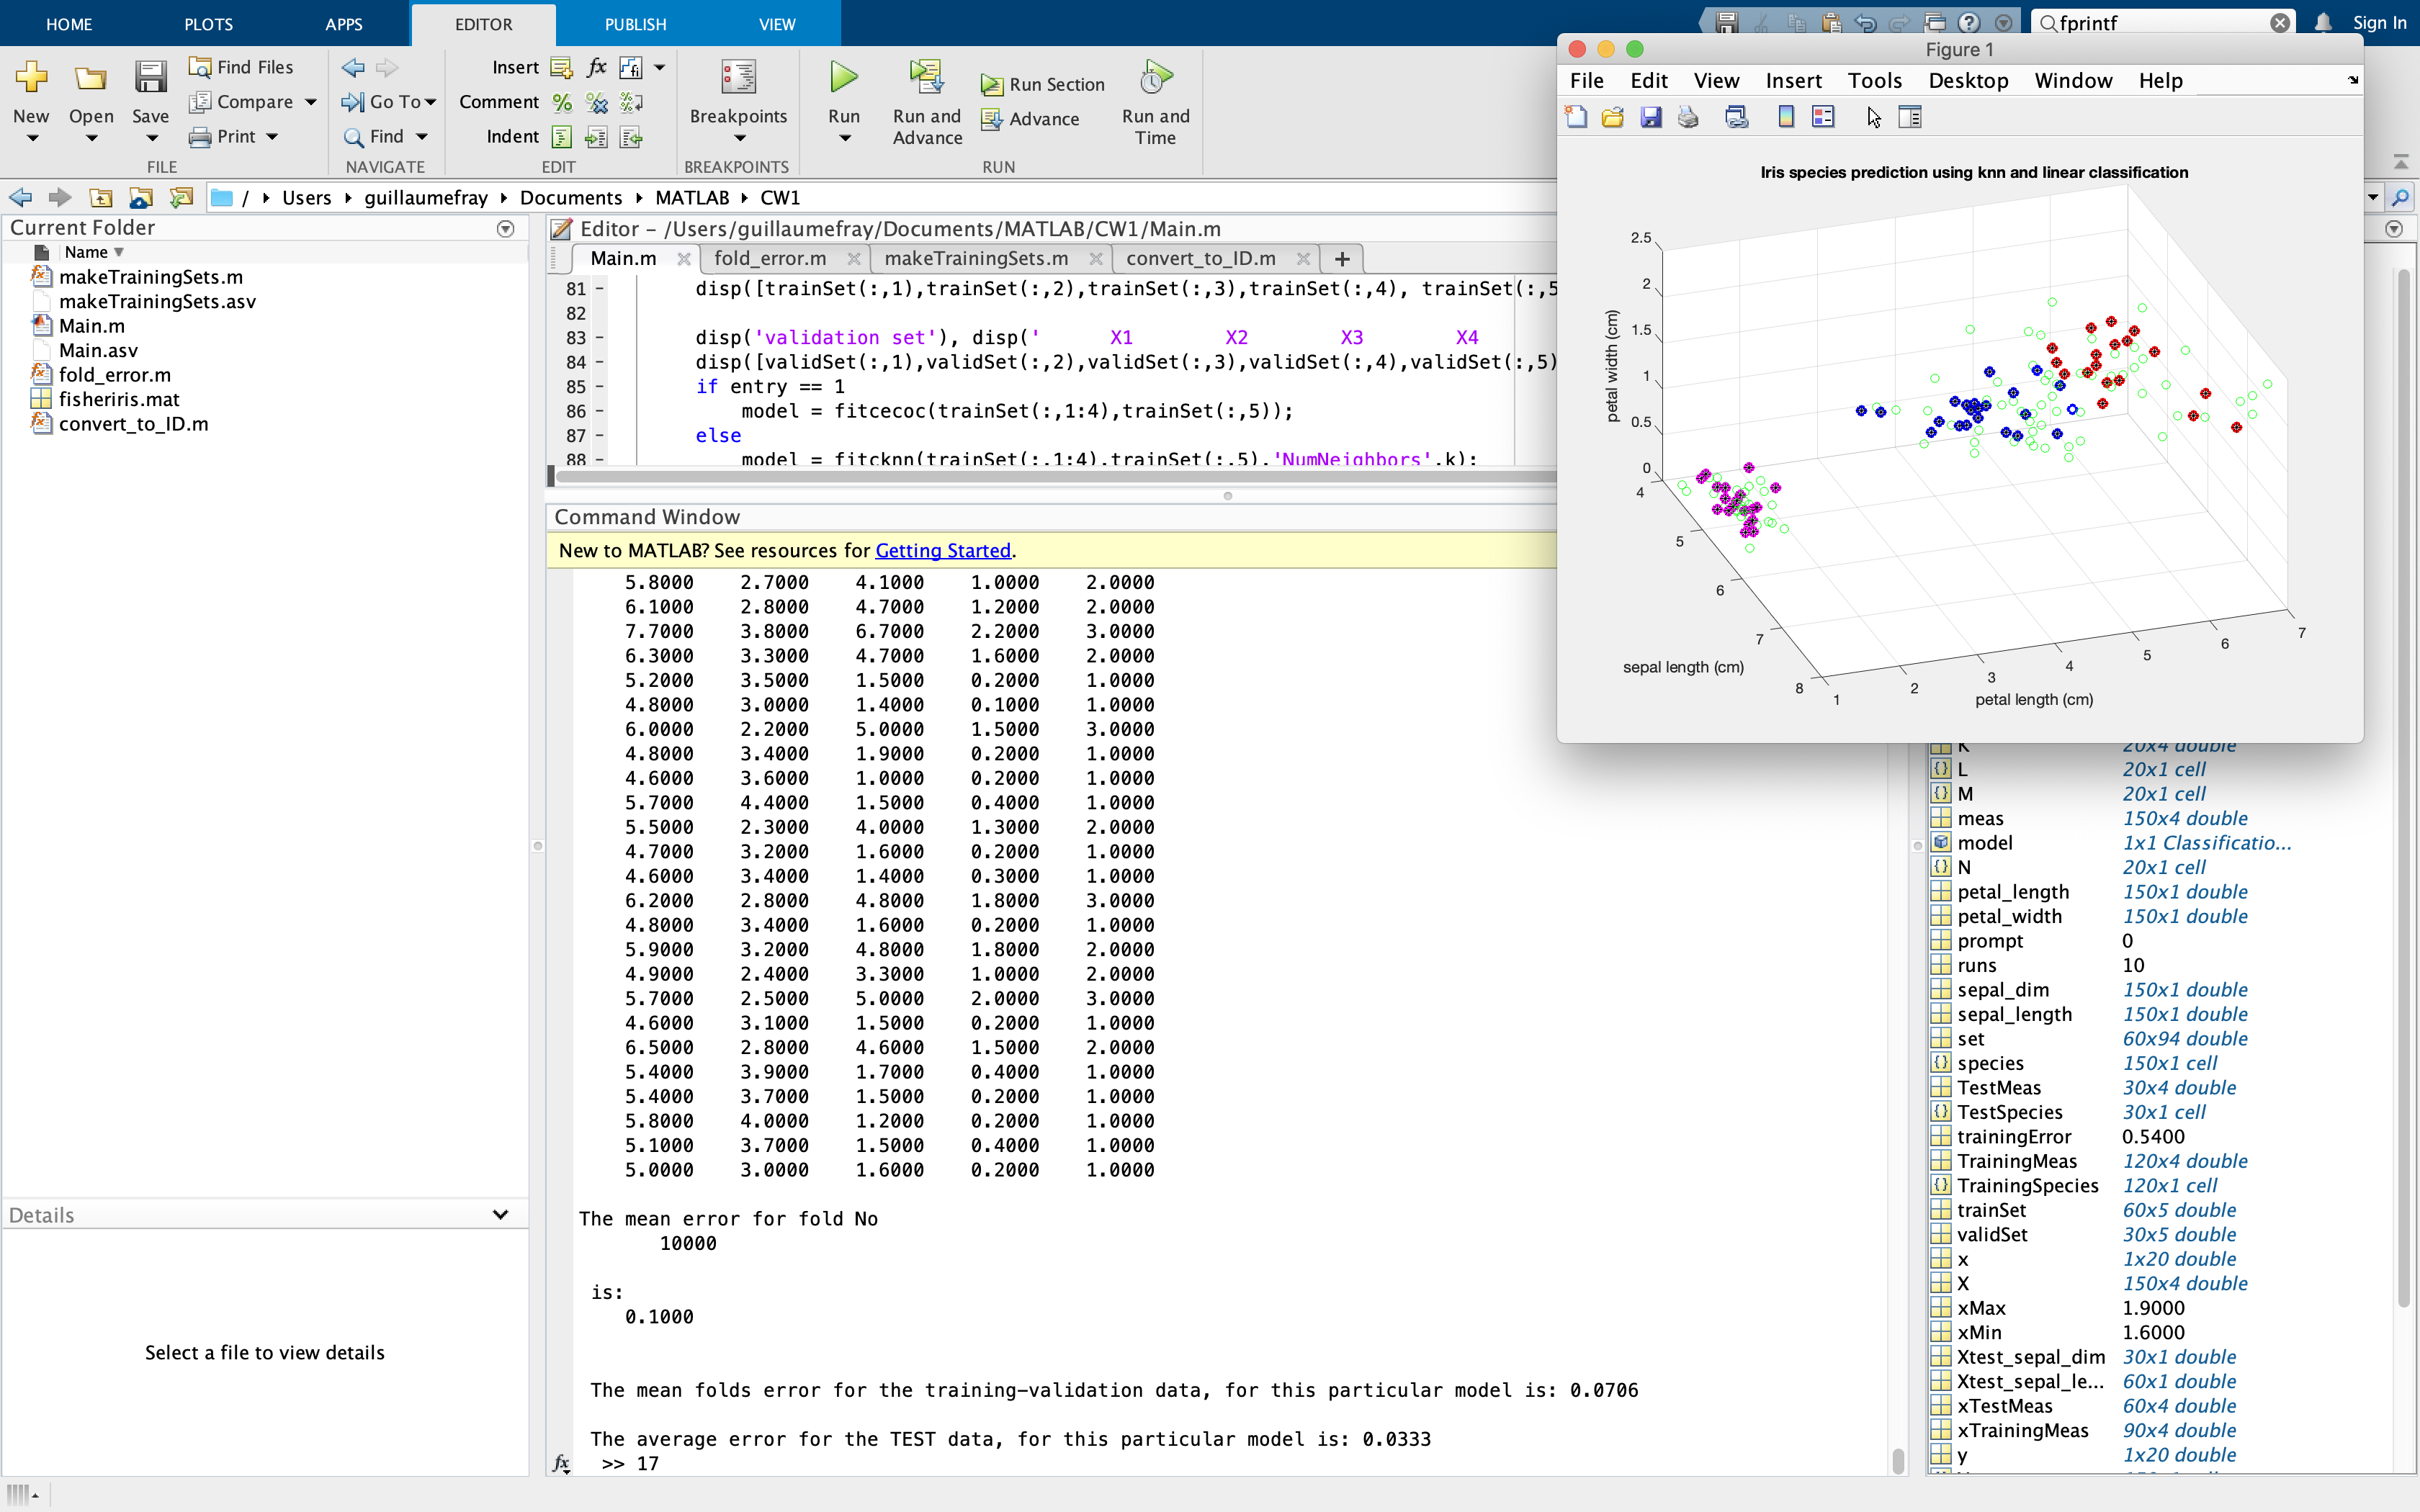 HOME PLOTS APPS EDITOR PUBLISH VIEW
fprintf
Sign In
New Open Save
Find Files
Compare
Print
FILE
Go To
Find
NAVIGATE
Insert fx
Comment
Indent
EDIT
Breakpoints
BREAKPOINTS
Run
Run and Advance
Run Section
Advance
Run and Time
RUN
/ Users guillaumefray Documents MATLAB CW1
Current Folder
Name
makeTrainingSets.m
makeTrainingSets.asv
Main.m
Main.asv
fold_error.m
fisheriris.mat
convert_to_ID.m
Details
Select a file to view details
Editor – /Users/guillaumefray/Documents/MATLAB/CW1/Main.m
Main.m fold_error.m makeTrainingSets.m convert_to_ID.m +
81 – disp([trainSet(:,1),trainSet(:,2),trainSet(:,3),trainSet(:,4), trainSet(:,5
82
83 – disp('validation set'), disp(' X1 X2 X3 X4
84 – disp([validSet(:,1),validSet(:,2),validSet(:,3),validSet(:,4),validSet(:,5)
85 – if entry == 1
86 – model = fitcecoc(trainSet(:,1:4),trainSet(:,5));
87 – else
88 – model = fitcknn(trainSet(:,1:4),trainSet(:,5),'NumNeighbors',k);
Command Window
New to MATLAB? See resources for Getting Started.
5.8000 2.7000 4.1000 1.0000 2.0000
6.1000 2.8000 4.7000 1.2000 2.0000
7.7000 3.8000 6.7000 2.2000 3.0000
6.3000 3.3000 4.7000 1.6000 2.0000
5.2000 3.5000 1.5000 0.2000 1.0000
4.8000 3.0000 1.4000 0.1000 1.0000
6.0000 2.2000 5.0000 1.5000 3.0000
4.8000 3.4000 1.9000 0.2000 1.0000
4.6000 3.6000 1.0000 0.2000 1.0000
5.7000 4.4000 1.5000 0.4000 1.0000
5.5000 2.3000 4.0000 1.3000 2.0000
4.7000 3.2000 1.6000 0.2000 1.0000
4.6000 3.4000 1.4000 0.3000 1.0000
6.2000 2.8000 4.8000 1.8000 3.0000
4.8000 3.4000 1.6000 0.2000 1.0000
5.9000 3.2000 4.8000 1.8000 2.0000
4.9000 2.4000 3.3000 1.0000 2.0000
5.7000 2.5000 5.0000 2.0000 3.0000
4.6000 3.1000 1.5000 0.2000 1.0000
6.5000 2.8000 4.6000 1.5000 2.0000
5.4000 3.9000 1.7000 0.4000 1.0000
5.4000 3.7000 1.5000 0.2000 1.0000
5.8000 4.0000 1.2000 0.2000 1.0000
5.1000 3.7000 1.5000 0.4000 1.0000
5.0000 3.0000 1.6000 0.2000 1.0000
The mean error for fold No
10000
is:
0.1000
The mean folds error for the training-validation data, for this particular model is: 0.0706
The average error for the TEST data, for this particular model is: 0.0333
fx >> 17
Figure 1
File Edit View Insert Tools Desktop Window Help
Iris species prediction using knn and linear classification
petal width (cm)
2.5
2
1.5
1
0.5
0
4
5
6
7
8
sepal length (cm)
1 2 3 4 5 6 7
petal length (cm)
K 20x4 double
L 20x1 cell
M 20x1 cell
meas 150x4 double
model 1x1 Classificatio...
N 20x1 cell
petal_length 150x1 double
petal_width 150x1 double
prompt 0
runs 10
sepal_dim 150x1 double
sepal_length 150x1 double
set 60x94 double
species 150x1 cell
TestMeas 30x4 double
TestSpecies 30x1 cell
trainingError 0.5400
TrainingMeas 120x4 double
TrainingSpecies 120x1 cell
trainSet 60x5 double
validSet 30x5 double
x 1x20 double
X 150x4 double
xMax 1.9000
xMin 1.6000
Xtest_sepal_dim 30x1 double
Xtest_sepal_le... 60x1 double
xTestMeas 60x4 double
xTrainingMeas 90x4 double
y 1x20 double